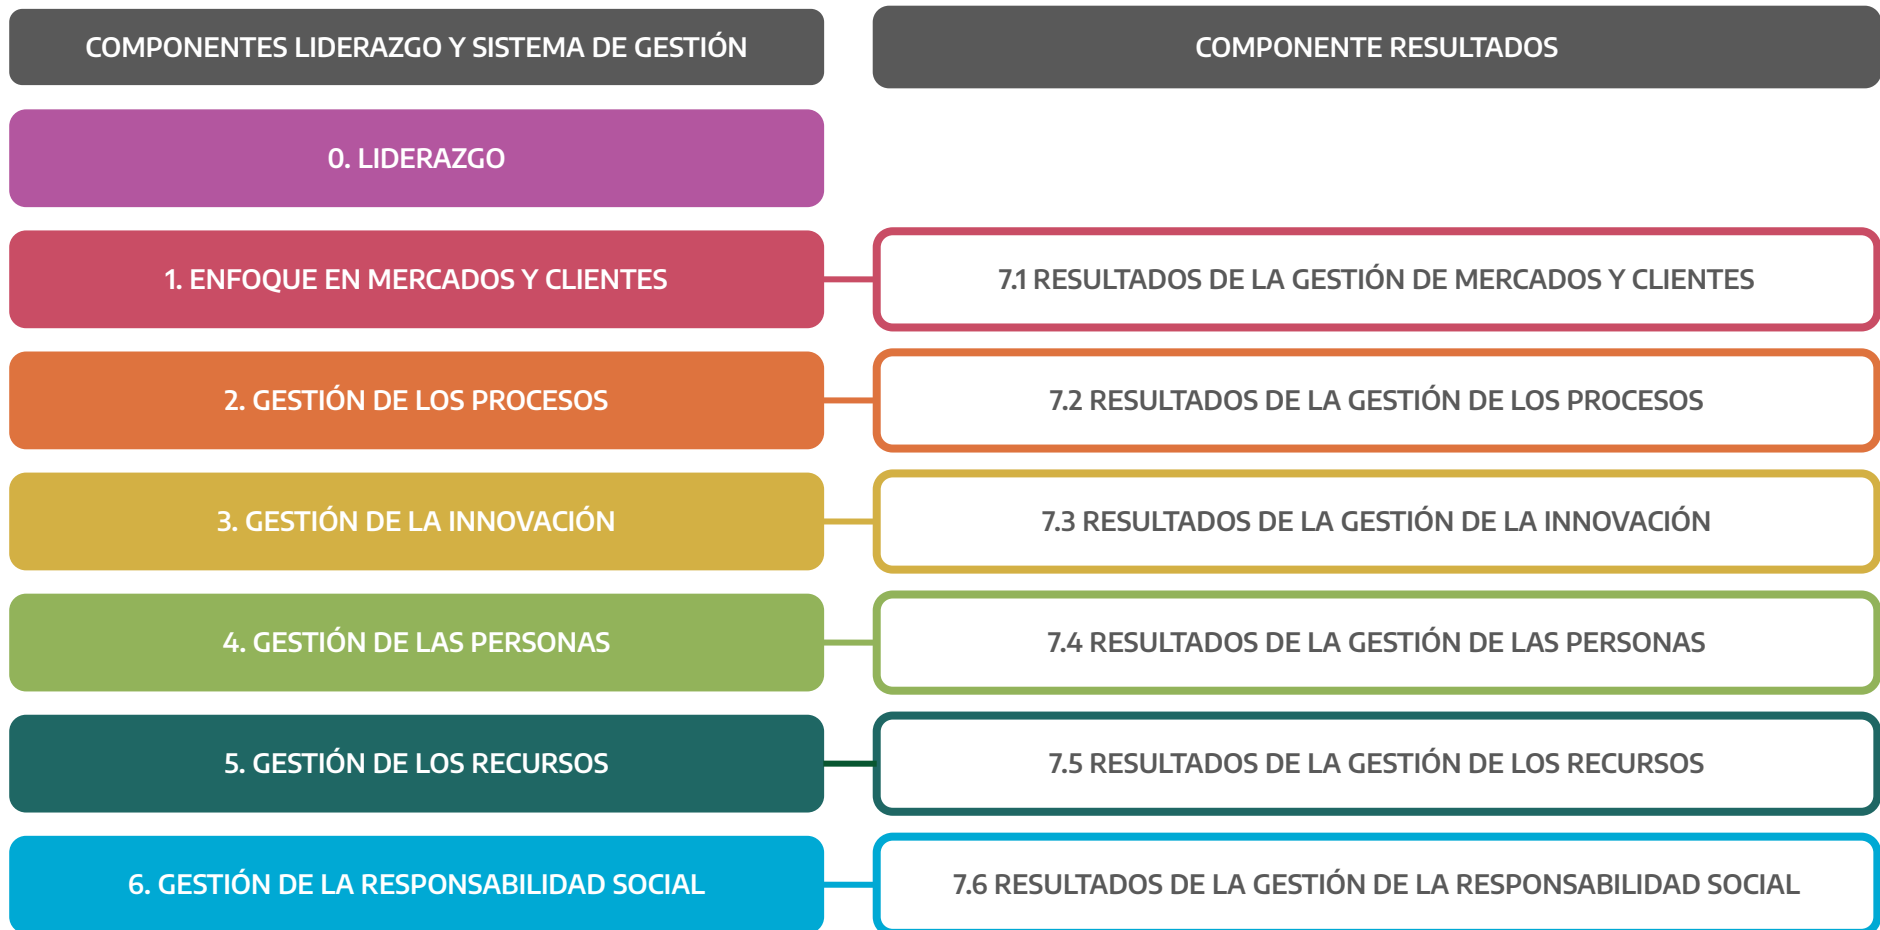 COMPONENTES LIDERAZGO Y SISTEMA DE GESTIÓN
COMPONENTE RESULTADOS
0. LIDERAZGO
1. ENFOQUE EN MERCADOS Y CLIENTES
7.1 RESULTADOS DE LA GESTIÓN DE MERCADOS Y CLIENTES
2. GESTIÓN DE LOS PROCESOS
7.2 RESULTADOS DE LA GESTIÓN DE LOS PROCESOS
3. GESTIÓN DE LA INNOVACIÓN
7.3 RESULTADOS DE LA GESTIÓN DE LA INNOVACIÓN
4. GESTIÓN DE LAS PERSONAS
7.4 RESULTADOS DE LA GESTIÓN DE LAS PERSONAS
5. GESTIÓN DE LOS RECURSOS
7.5 RESULTADOS DE LA GESTIÓN DE LOS RECURSOS
6. GESTIÓN DE LA RESPONSABILIDAD SOCIAL
7.6 RESULTADOS DE LA GESTIÓN DE LA RESPONSABILIDAD SOCIAL